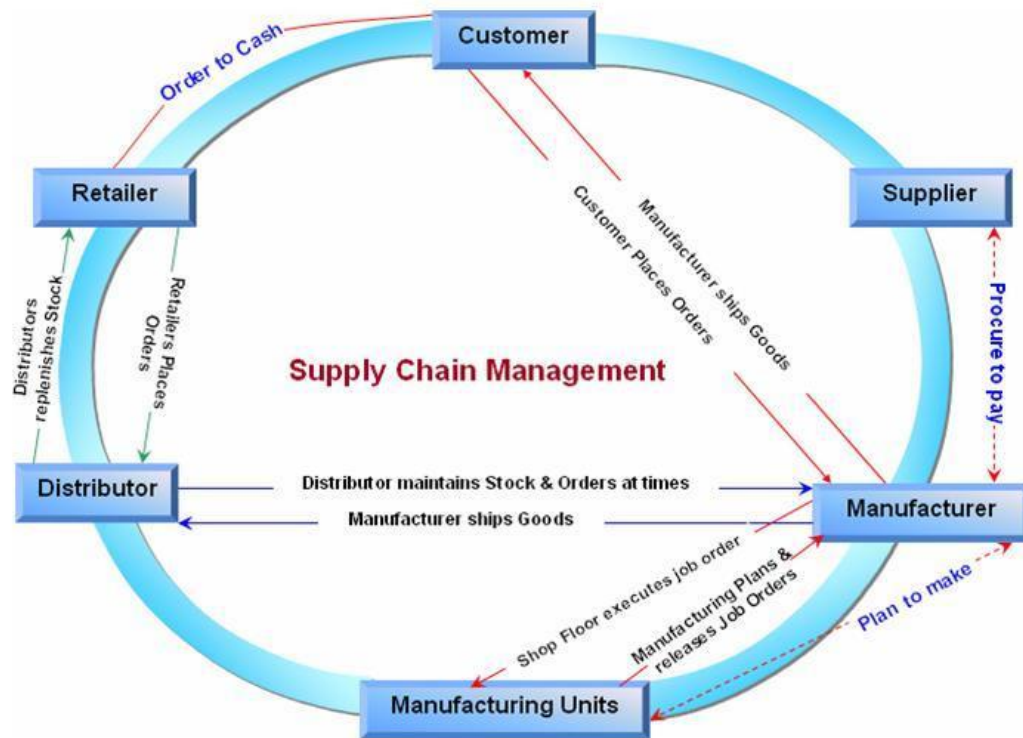 Customer
Order to Cash
Retailer
Supplier
Customer Places Orders
Manufacturer ships Goods
Distributors
replenishes Stock
Retailers Places
Orders
Procure to pay
Supply Chain Management
Distributor
Distributor maintains Stock & Orders at times
Manufacturer ships Goods
Manufacturer
Shop Floor executes job order
Manufacturing Plans &
releases Job Orders
Plan to make
Manufacturing Units